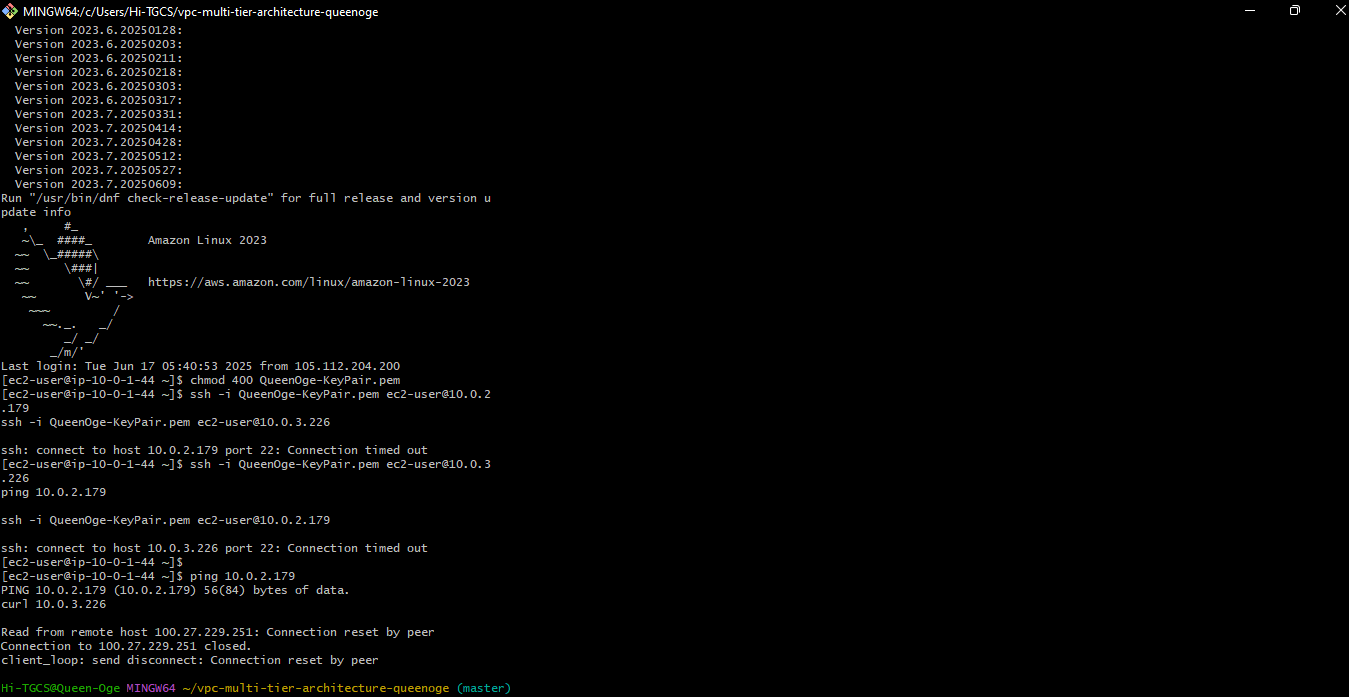 MINGW64:/c/Users/Hi-TGCS/vpc-multi-tier-architecture-queenoge
  Version 2023.6.20250128:
  Version 2023.6.20250203:
  Version 2023.6.20250211:
  Version 2023.6.20250218:
  Version 2023.6.20250303:
  Version 2023.6.20250317:
  Version 2023.7.20250331:
  Version 2023.7.20250414:
  Version 2023.7.20250428:
  Version 2023.7.20250512:
  Version 2023.7.20250527:
  Version 2023.7.20250609:
Run "/usr/bin/dnf check-release-update" for full release and version u
pdate info
   ,     #_
   ~\_  ####_        Amazon Linux 2023
  ~~  \_#####\
  ~~     \###|
  ~~       \#/ ___   https://aws.amazon.com/linux/amazon-linux-2023
   ~~       V~' '->
    ~~~         /
      ~~._.   _/
         _/ _/
       _/m/'
Last login: Tue Jun 17 05:40:53 2025 from 105.112.204.200
[ec2-user@ip-10-0-1-44 ~]$ chmod 400 QueenOge-KeyPair.pem
[ec2-user@ip-10-0-1-44 ~]$ ssh -i QueenOge-KeyPair.pem ec2-user@10.0.2
.179
ssh -i QueenOge-KeyPair.pem ec2-user@10.0.3.226

ssh: connect to host 10.0.2.179 port 22: Connection timed out
[ec2-user@ip-10-0-1-44 ~]$ ssh -i QueenOge-KeyPair.pem ec2-user@10.0.3
.226
ping 10.0.2.179

ssh -i QueenOge-KeyPair.pem ec2-user@10.0.2.179

ssh: connect to host 10.0.3.226 port 22: Connection timed out
[ec2-user@ip-10-0-1-44 ~]$
[ec2-user@ip-10-0-1-44 ~]$ ping 10.0.2.179
PING 10.0.2.179 (10.0.2.179) 56(84) bytes of data.
curl 10.0.3.226

Read from remote host 100.27.229.251: Connection reset by peer
Connection to 100.27.229.251 closed.
client_loop: send disconnect: Connection reset by peer

Hi-TGCS@Queen-Oge MINGW64 ~/vpc-multi-tier-architecture-queenoge (master)